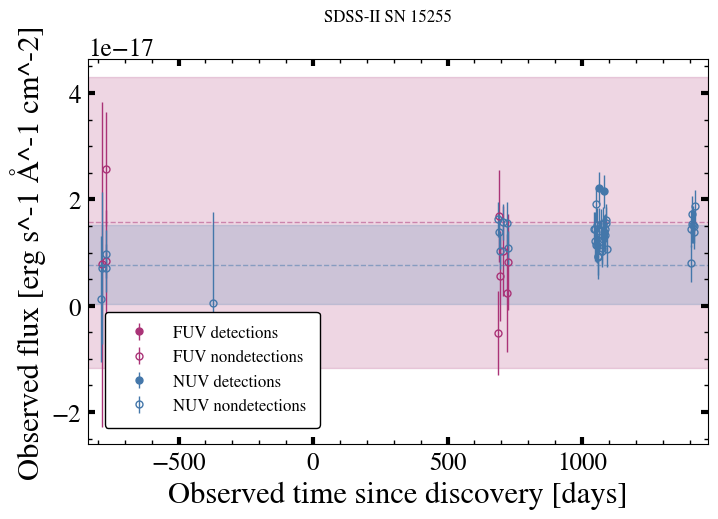 SDSS-II SN 15255
1e−17
Observed flux [erg s^-1 Å^-1 cm^-2]
4
2
0
−2
FUV detections
FUV nondetections
NUV detections
NUV nondetections
−500
0
500
1000
Observed time since discovery [days]